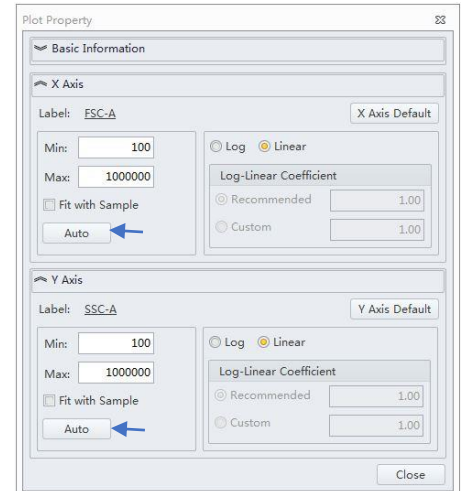 Plot Property
Basic Information
X Axis
Label: FSC-A X Axis Default
Min: 100 Log Linear
Max: 1000000 Log-Linear Coefficient
Fit with Sample Recommended 1.00
Auto Custom 1.00
Y Axis
Label: SSC-A Y Axis Default
Min: 100 Log Linear
Max: 1000000 Log-Linear Coefficient
Fit with Sample Recommended 1.00
Auto Custom 1.00
Close